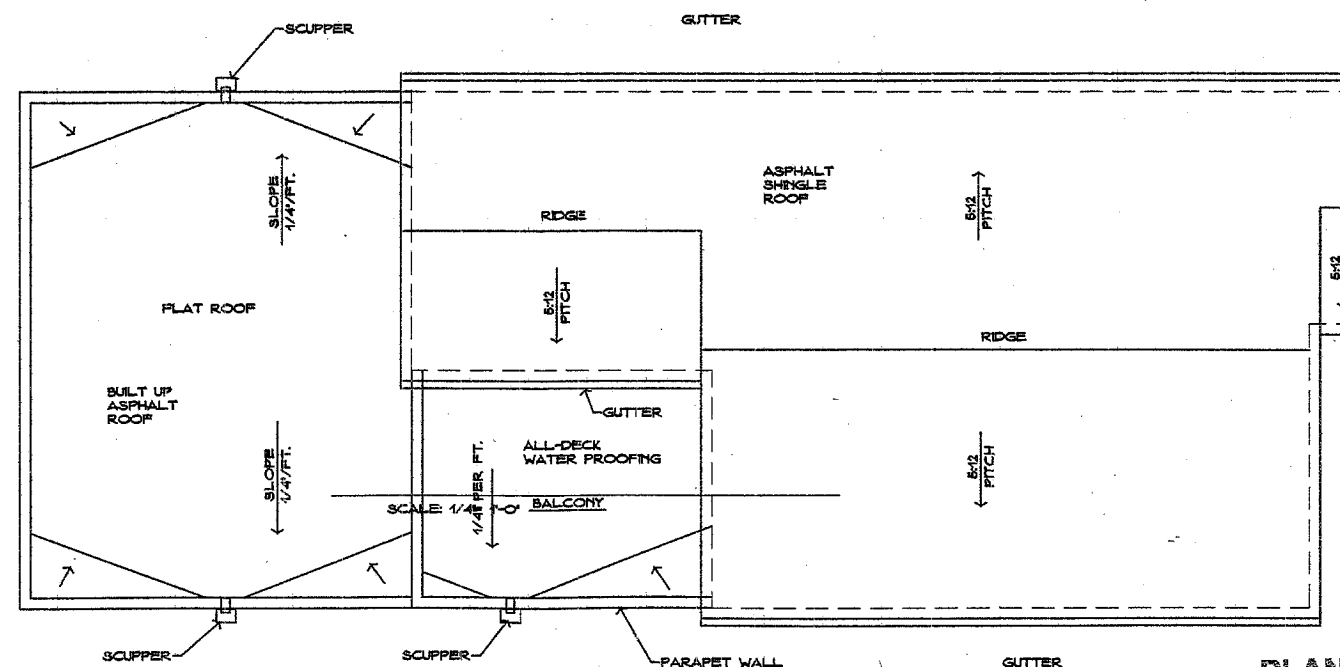 GUTTER
SCUPPER
ASPHALT
SHINGLE
ROOF
SLOPE
1/4"/FT.
5:12
PITCH
RIDGE
5:12
5:12
PITCH
FLAT ROOF
RIDGE
BUILT UP
ASPHALT
ROOF
GUTTER
ALL-DECK
WATER PROOFING
SLOPE
1/4"/FT.
1/4" PER FT.
5:12
PITCH
SCALE: 1/4" 1'-0"
BALCONY
SCUPPER
SCUPPER
PARAPET WALL
GUTTER